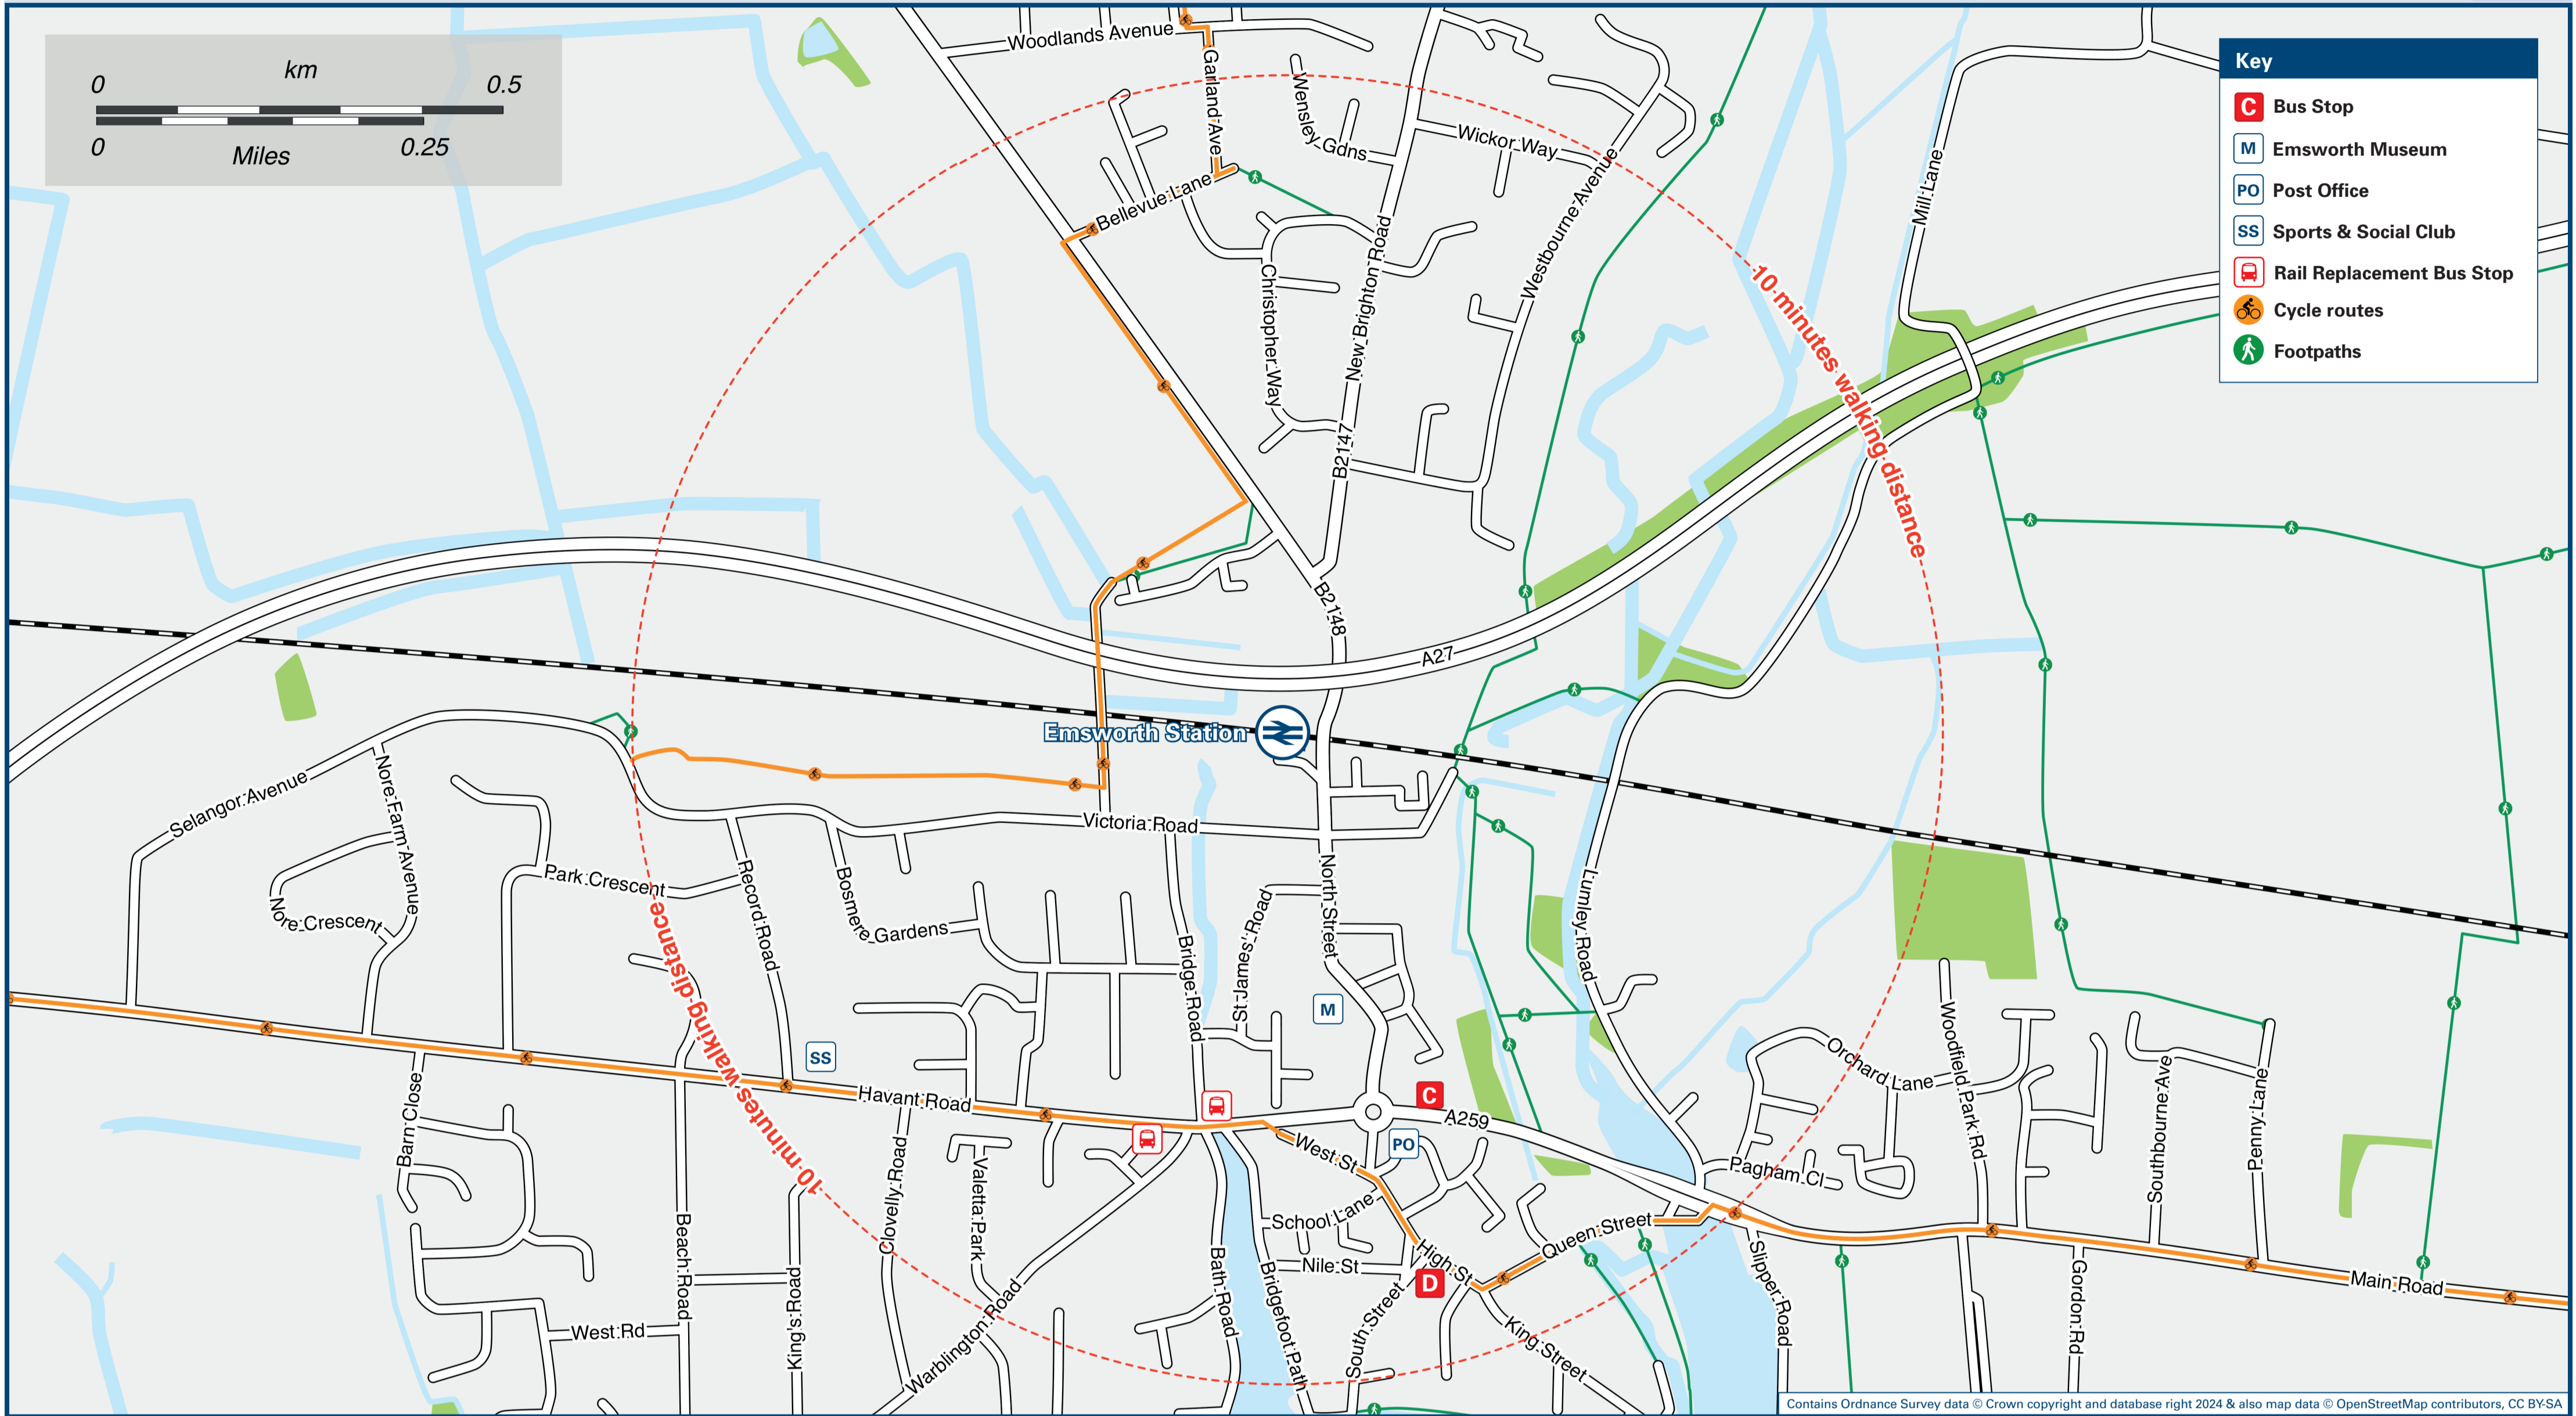 km
0
0.5
0
Miles
0.25
Key
C Bus Stop
M Emsworth Museum
PO Post Office
SS Sports & Social Club
Rail Replacement Bus Stop
Cycle routes
Footpaths
Woodlands Avenue
Garland Ave
Wensley Gdns
Wickor Way
Westbourne Avenue
Mill Lane
Bellevue Lane
Christopher Way
New Brighton Road
10 minutes walking distance
B2147
B2148
A27
Emsworth Station
Selangor Avenue
Nore Farm Avenue
Nore Crescent
Victoria Road
Park Crescent
Record Road
Bosmere Gardens
Bridge Road
St James' Road
North Street
Lumley Road
10 minutes walking distance
M
SS
Orchard Lane
Woodfield Park Rd
Southbourne Ave
Penny Lane
Barn Close
Havant Road
C
A259
PO
West St
Pagham Cl
Clovelly Road
Valetta Park
School Lane
Queen Street
High St
Nile St
D
Beach Road
King's Road
Bath Road
Bridgefoot Path
South Street
King Street
Slipper Road
Gordon Rd
Main Road
West Rd
Warblington Road
Contains Ordnance Survey data © Crown copyright and database right 2024 & also map data © OpenStreetMap contributors, CC BY-SA